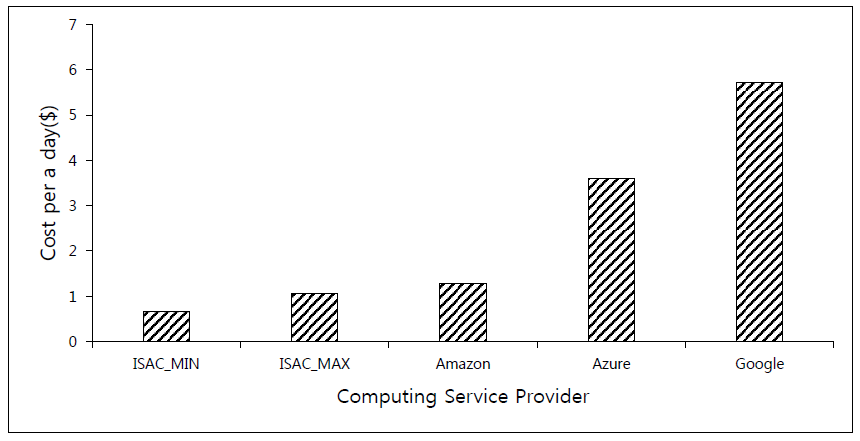 7
6
5
4
3
2
1
0
Cost per a day($)
ISAC_MIN ISAC_MAX Amazon Azure Google
Computing Service Provider